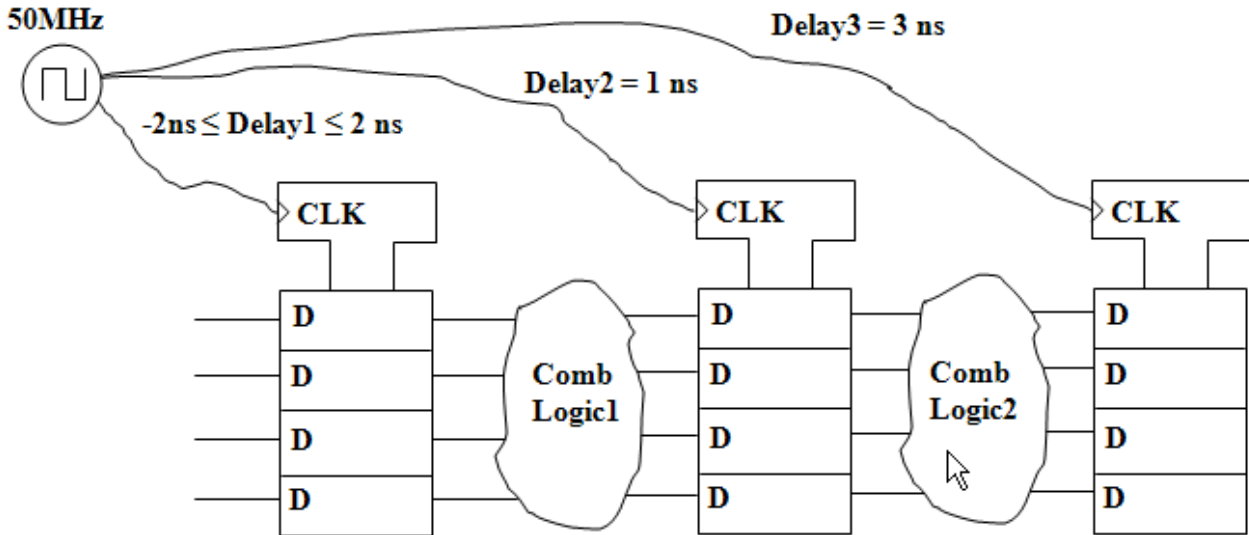 50MHz
Delay3 = 3 ns
Delay2 = 1 ns
-2ns ≤ Delay1 ≤ 2 ns
CLK
CLK
CLK
D
D
D
D
Comb
Logic1
D
D
D
D
Comb
Logic2
D
D
D
D